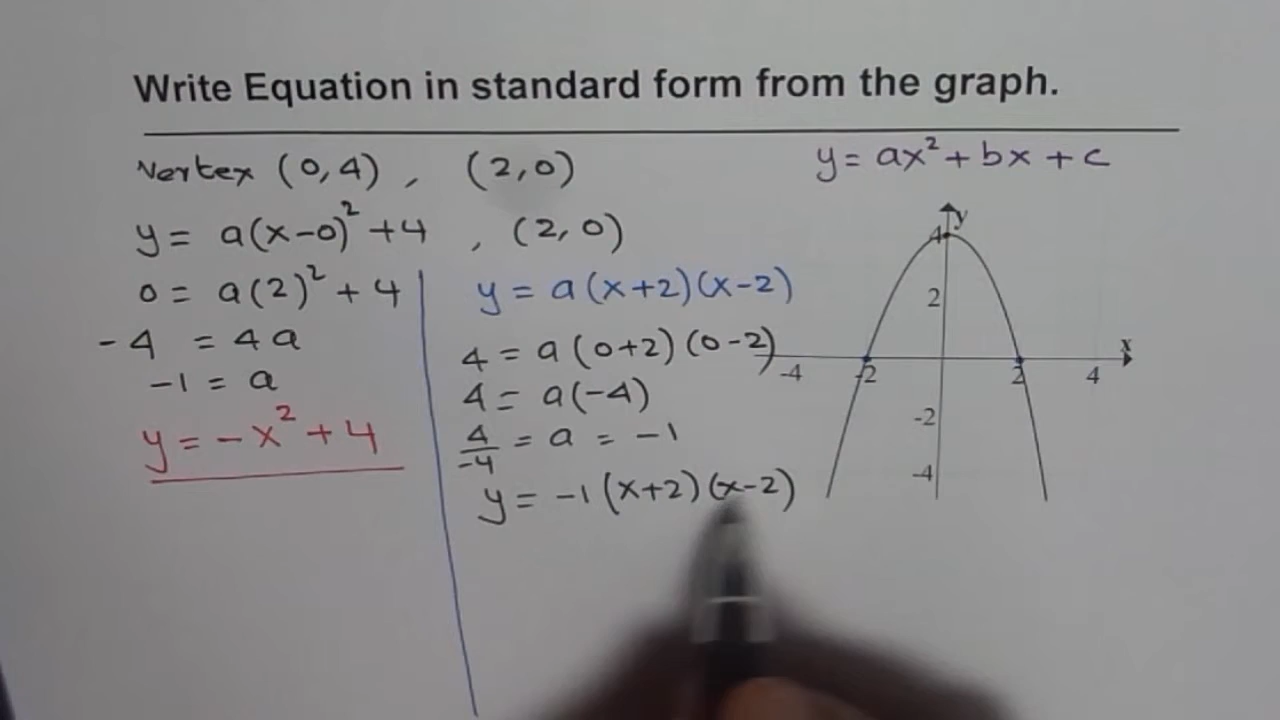 Write Equation in standard form from the graph.
Vertex (0,4) , (2,0)
y = ax² + bx + c
y = a(x-0)² +4 , (2,0)
0 = a(2)² + 4
-4 = 4a
-1 = a
y = -x² + 4
y = a(x+2)(x-2)
4 = a(0+2)(0-2)
4 = a(-4)
4/-4 = a = -1
y = -1(x+2)(x-2)
y
4
2
x
-4 -2 2 4
-2
-4